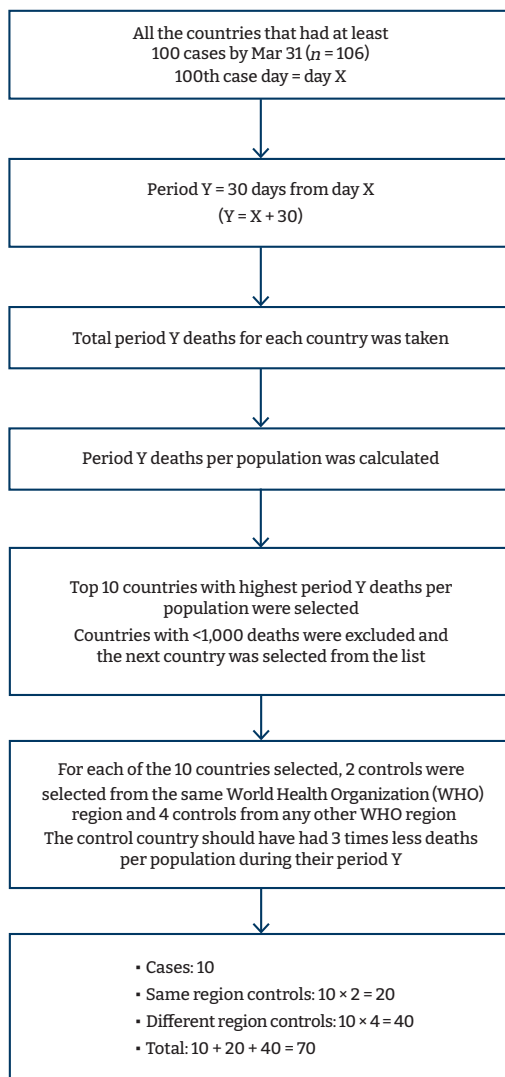 All the countries that had at least
100 cases by Mar 31 (n = 106)
100th case day = day X
Period Y = 30 days from day X
(Y = X + 30)
Total period Y deaths for each country was taken
Period Y deaths per population was calculated
Top 10 countries with highest period Y deaths per
population were selected
Countries with <1,000 deaths were excluded and
the next country was selected from the list
For each of the 10 countries selected, 2 controls were
selected from the same World Health Organization (WHO)
region and 4 controls from any other WHO region
The control country should have had 3 times less deaths
per population during their period Y
▪ Cases: 10
▪ Same region controls: 10 × 2 = 20
▪ Different region controls: 10 × 4 = 40
▪ Total: 10 + 20 + 40 = 70